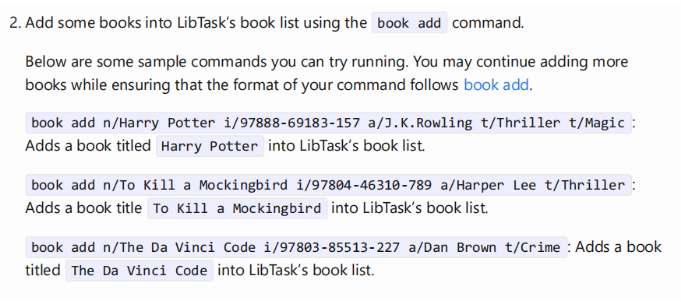 2. Add some books into LibTask's book list using the book add command.
Below are some sample commands you can try running. You may continue adding more
books while ensuring that the format of your command follows book add.
book add n/Harry Potter i/97888-69183-157 a/J.K.Rowling t/Thriller t/Magic :
Adds a book titled Harry Potter into LibTask's book list.
book add n/To Kill a Mockingbird i/97804-46310-789 a/Harper Lee t/Thriller :
Adds a book title To Kill a Mockingbird into LibTask's book list.
book add n/The Da Vinci Code i/97803-85513-227 a/Dan Brown t/Crime : Adds a book
titled The Da Vinci Code into LibTask's book list.